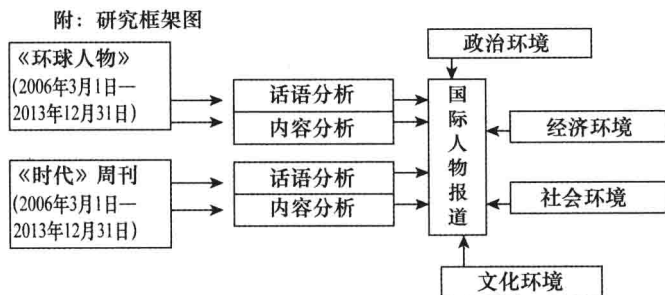 附：研究框架图
《环球人物》
(2006年3月1日—
2013年12月31日)
话语分析
内容分析
《时代》周刊
(2006年3月1日—
2013年12月31日)
话语分析
内容分析
国际人物报道
政治环境
经济环境
社会环境
文化环境